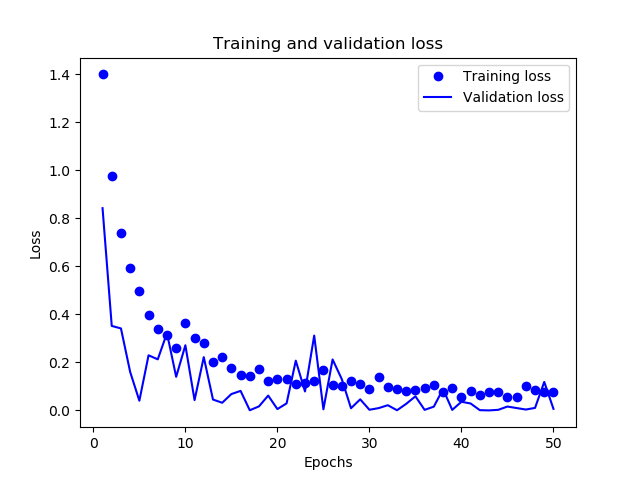 Training and validation loss
Training loss
Validation loss
1.4
1.2
1.0
0.8
0.6
0.4
0.2
0.0
Loss
0 10 20 30 40 50
Epochs